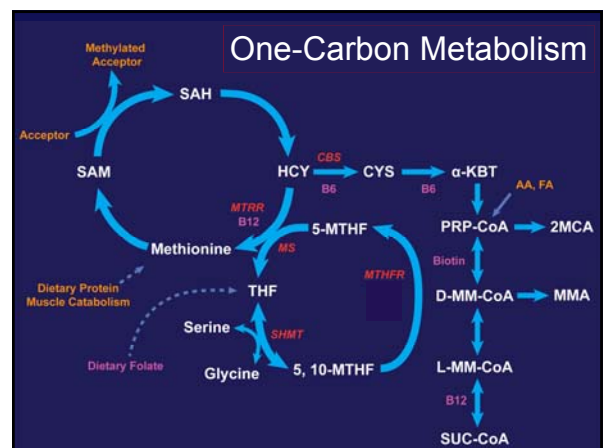 One-Carbon Metabolism
Methylated
Acceptor
SAH
Acceptor
SAM
HCY
CBS
B6
CYS
B6
α-KBT
AA, FA
MTRR
B12
5-MTHF
PRP-CoA
2MCA
Methionine
MS
Biotin
MTHFR
Dietary Protein
Muscle Catabolism
THF
D-MM-CoA
MMA
Serine
SHMT
Dietary Folate
Glycine
5, 10-MTHF
L-MM-CoA
B12
SUC-CoA